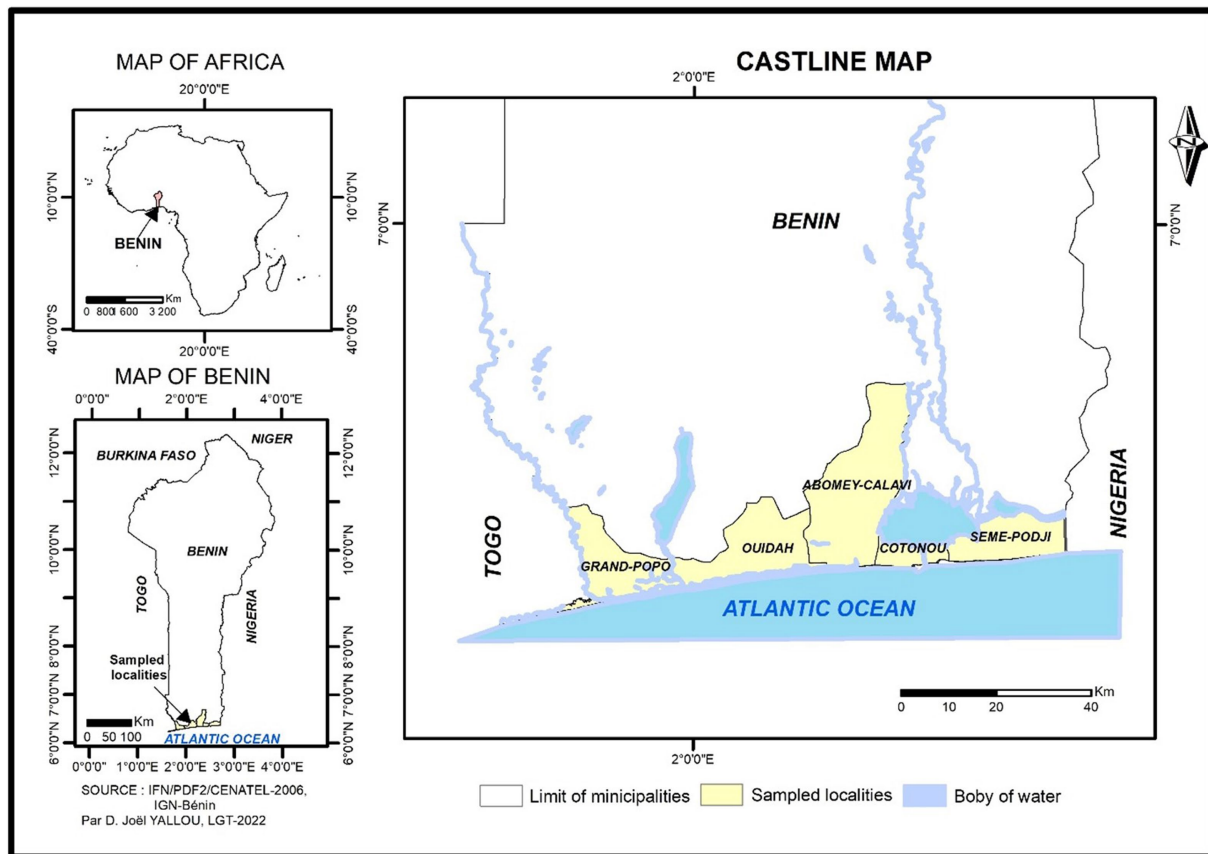 MAP OF AFRICA
20°0'0"E
10°0'0"N
10°0'0"N
BENIN
Km
0 800 1 600 3 200
40°0'0"S
40°0'0"S
20°0'0"E
MAP OF BENIN
0°0'0" 2°0'0"E 4°0'0"E
NIGER
BURKINA FASO
12°0'0"N
12°0'0"N
BENIN
10°0'0"N
10°0'0"N
TOGO
NIGERIA
8°0'0"N
8°0'0"N
Sampled
localities
7°0'0"N
7°0'0"N
Km
0 50 100
ATLANTIC OCEAN
6°0'0"N
6°0'0"N
0°0'0" 1°0'0"E 2°0'0"E 3°0'0"E 4°0'0"E
SOURCE : IFN/PDF2/CENATEL-2006,
IGN-Bénin
Par D. Joël YALLOU, LGT-2022
CASTLINE MAP
2°0'0"E
N
7°0'0"N
7°0'0"N
BENIN
TOGO
NIGERIA
ABOMEY-CALAVI
GRAND-POPO
OUIDAH
COTONOU
SEME-PODJI
ATLANTIC OCEAN
Km
0 10 20 40
2°0'0"E
Limit of minicipalities
Sampled localities
Boby of water